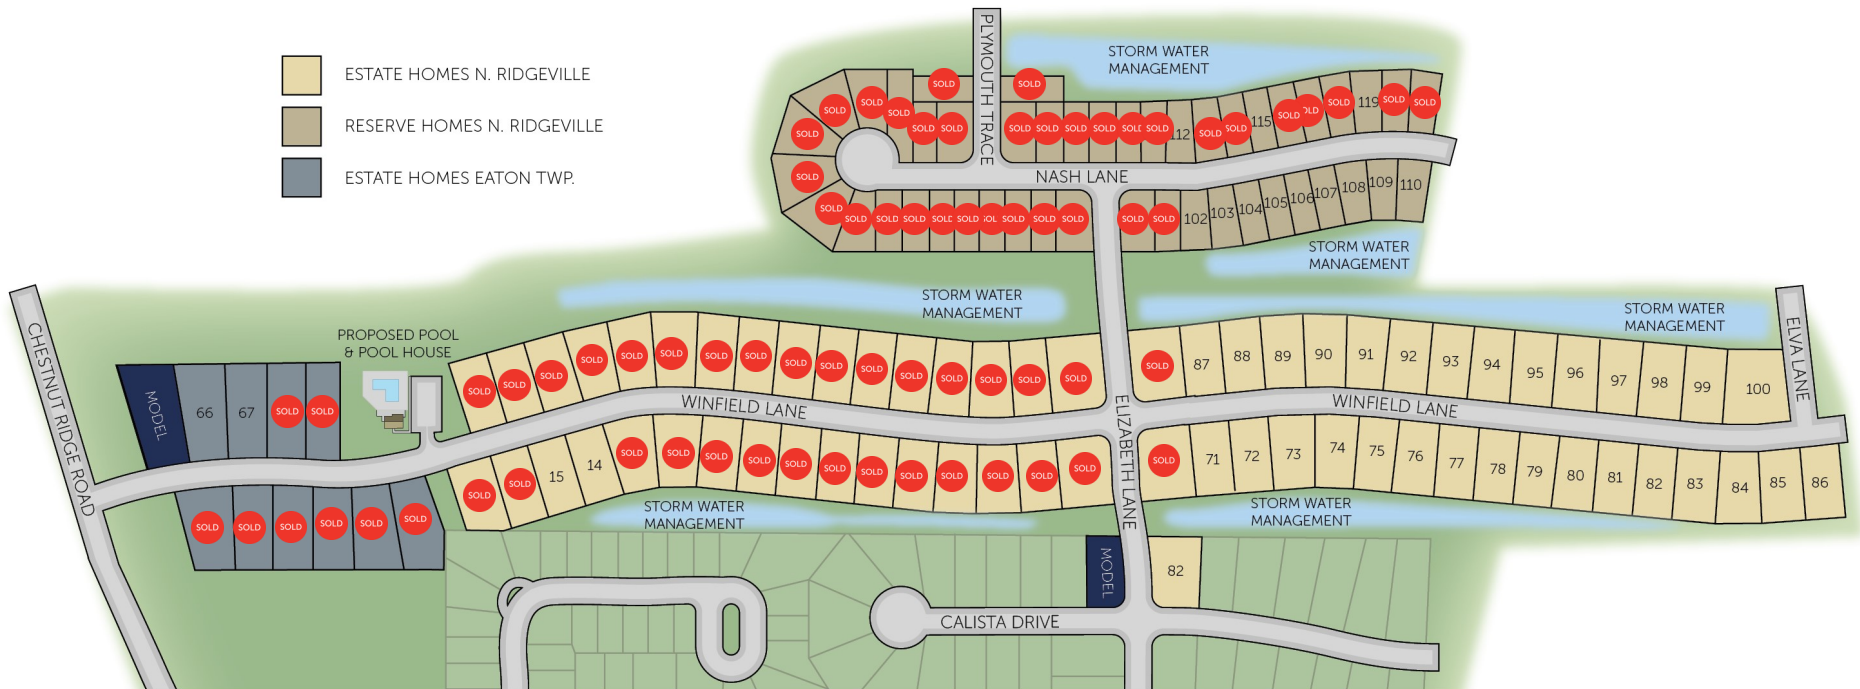 ESTATE HOMES N. RIDGEVILLE
RESERVE HOMES N. RIDGEVILLE
ESTATE HOMES EATON TWP.
PLYMOUTH TRACE
STORM WATER
MANAGEMENT
SOLD SOLD
SOLD SOLD SOLD SOLD SOLD
SOLD SOLD SOLD SOLD SOLD SOLD SOLD SOLD 112 SOLD SOLD 115 SOLD OLD SOLD 119 SOLD SOLD
NASH LANE
SOLD
SOLD SOLD SOLD SOLD SOLD SOLD SOL SOLD SOLD SOLD SOLD SOLD 102 103 104 105 106 107 108 109 110
STORM WATER
MANAGEMENT
STORM WATER
MANAGEMENT
STORM WATER
MANAGEMENT
CHESTNUT RIDGE ROAD
PROPOSED POOL
& POOL HOUSE
ELVA LANE
MODEL 66 67 SOLD SOLD
SOLD SOLD SOLD SOLD SOLD SOLD SOLD SOLD SOLD SOLD SOLD SOLD SOLD SOLD SOLD SOLD
SOLD 87 88 89 90 91 92 93 94 95 96 97 98 99 100
WINFIELD LANE
WINFIELD LANE
ELIZABETH LANE
SOLD SOLD 15 14 SOLD SOLD SOLD SOLD SOLD SOLD SOLD SOLD SOLD SOLD SOLD SOLD
SOLD 71 72 73 74 75 76 77 78 79 80 81 82 83 84 85 86
SOLD SOLD SOLD SOLD SOLD SOLD
STORM WATER
MANAGEMENT
STORM WATER
MANAGEMENT
MODEL 82
CALISTA DRIVE